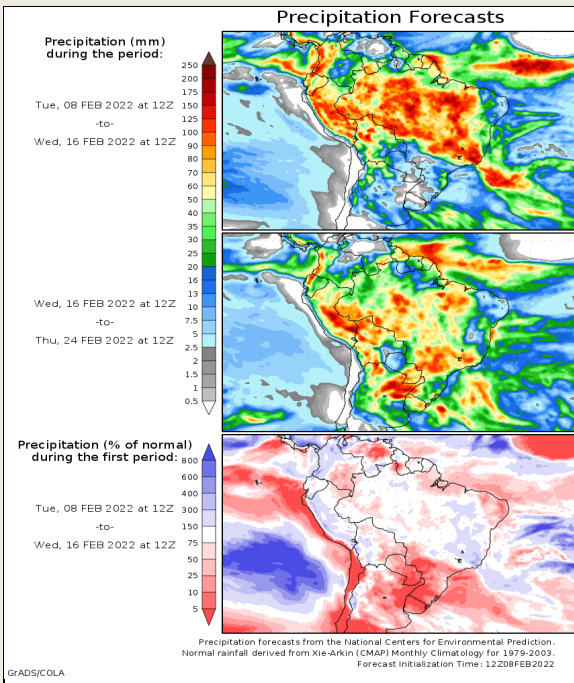 Precipitation Forecasts
Precipitation (mm)
during the period:
Tue, 08 FEB 2022 at 12Z
-to-
Wed, 16 FEB 2022 at 12Z
250
200
175
150
125
100
90
80
70
60
50
40
35
30
25
20
16
13
10
7.5
5
2.5
2
1.5
1
0.5
Wed, 16 FEB 2022 at 12Z
-to-
Thu, 24 FEB 2022 at 12Z
Precipitation (% of normal)
during the first period:
Tue, 08 FEB 2022 at 12Z
-to-
Wed, 16 FEB 2022 at 12Z
800
600
400
300
150
75
50
25
10
5
Precipitation forecasts from the National Centers for Environmental Prediction.
Normal rainfall derived from Xie-Arkin (CMAP) Monthly Climatology for 1979-2003.
Forecast Initialization Time: 12Z08FEB2022
GrADS/COLA